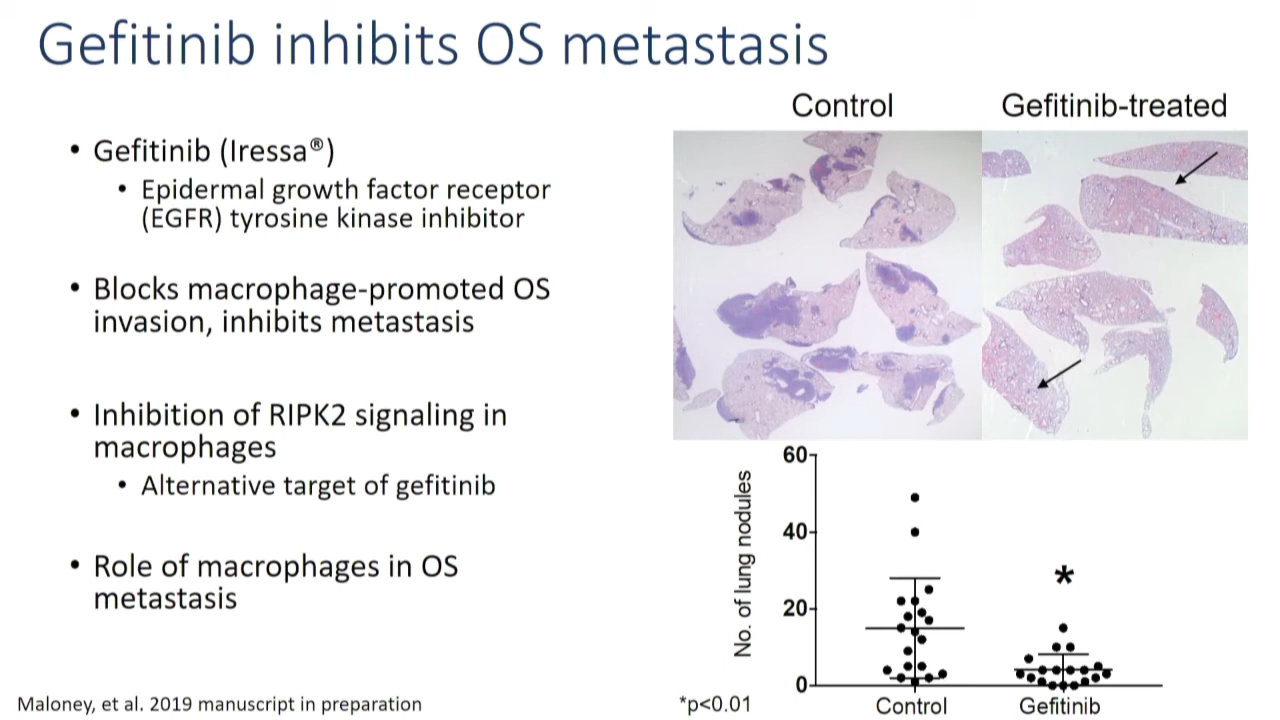 Gefitinib inhibits OS metastasis
• Gefitinib (Iressa®)
• Epidermal growth factor receptor
(EGFR) tyrosine kinase inhibitor
• Blocks macrophage-promoted OS
invasion, inhibits metastasis
• Inhibition of RIPK2 signaling in
macrophages
• Alternative target of gefitinib
• Role of macrophages in OS
metastasis
Maloney, et al. 2019 manuscript in preparation
Control
Gefitinib-treated
No. of lung nodules
60
40
20
0
*
Control
Gefitinib
*p<0.01